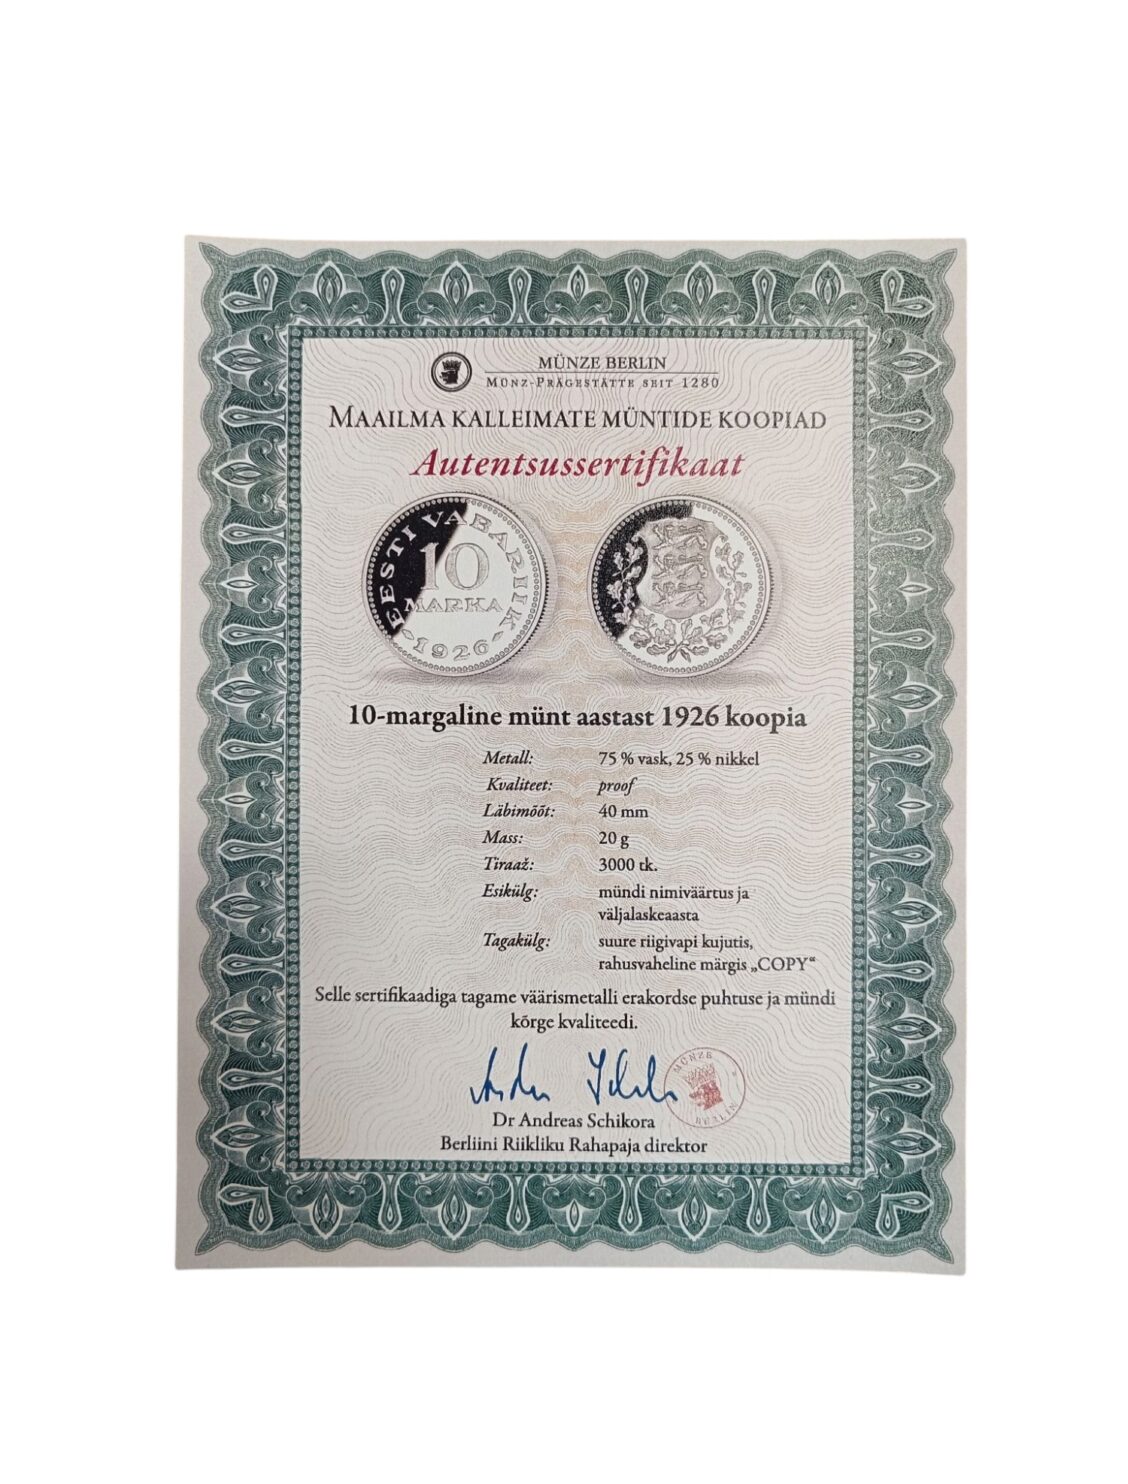 MÜNZE BERLIN
MÜNZ-PRÄGESTÄTTE SEIT 1280
MAAILMA KALLEIMATE MÜNTIDE KOOPIAD
Autentsussertifikaat
EESTI VABARIIK
10
MARKA
· 1926 ·
10-margaline münt aastast 1926 koopia
Metall: 75 % vask, 25 % nikkel
Kvaliteet: proof
Läbimõõt: 40 mm
Mass: 20 g
Tiraaž: 3000 tk.
Esikülg: mündi nimiväärtus ja
väljalaskeaasta
Tagakülg: suure riigivapi kujutis,
rahusvaheline märgis „COPY“
Selle sertifikaadiga tagame väärismetalli erakordse puhtuse ja mündi
kõrge kvaliteedi.
MÜNZE
BERLIN
Dr Andreas Schikora
Berliini Riikliku Rahapaja direktor